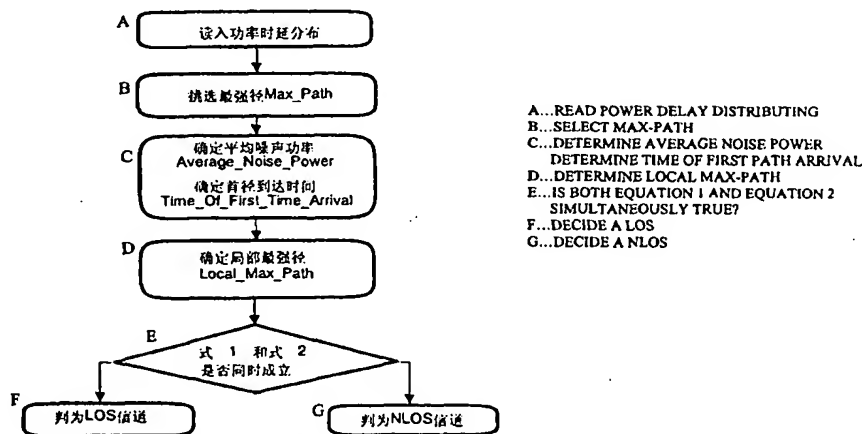 A
读入功率时延分布
B
挑选最强径Max_Path
C
确定平均噪声功率
Average_Noise_Power
确定首径到达时间
Time_Of_First_Time_Arrival
D
确定局部最强径
Local_Max_Path
E
式 1 和式 2
是否同时成立
F
判为LOS信道
G
判为NLOS信道
A...READ POWER DELAY DISTRIBUTING
B...SELECT MAX-PATH
C...DETERMINE AVERAGE NOISE POWER
DETERMINE TIME OF FIRST PATH ARRIVAL
D...DETERMINE LOCAL MAX-PATH
E...IS BOTH EQUATION 1 AND EQUATION 2
SIMULTANEOUSLY TRUE?
F...DECIDE A LOS
G...DECIDE A NLOS